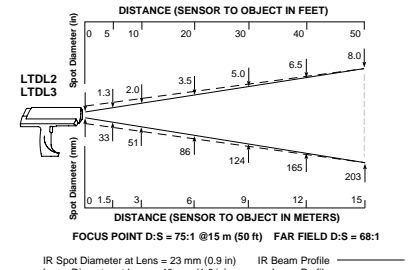 DISTANCE (SENSOR TO OBJECT IN FEET)
Spot Diameter (in)
0 5 10 20 30 40 50
8.0
6.5
5.0
3.5
2.0
1.3
LTDL2
LTDL3
33
51
86
124
165
203
Spot Diameter (mm)
0 1.5 3 6 9 12 15
DISTANCE (SENSOR TO OBJECT IN METERS)
FOCUS POINT D:S = 75:1 @15 m (50 ft) FAR FIELD D:S = 68:1
IR Spot Diameter at Lens = 23 mm (0.9 in) IR Beam Profile